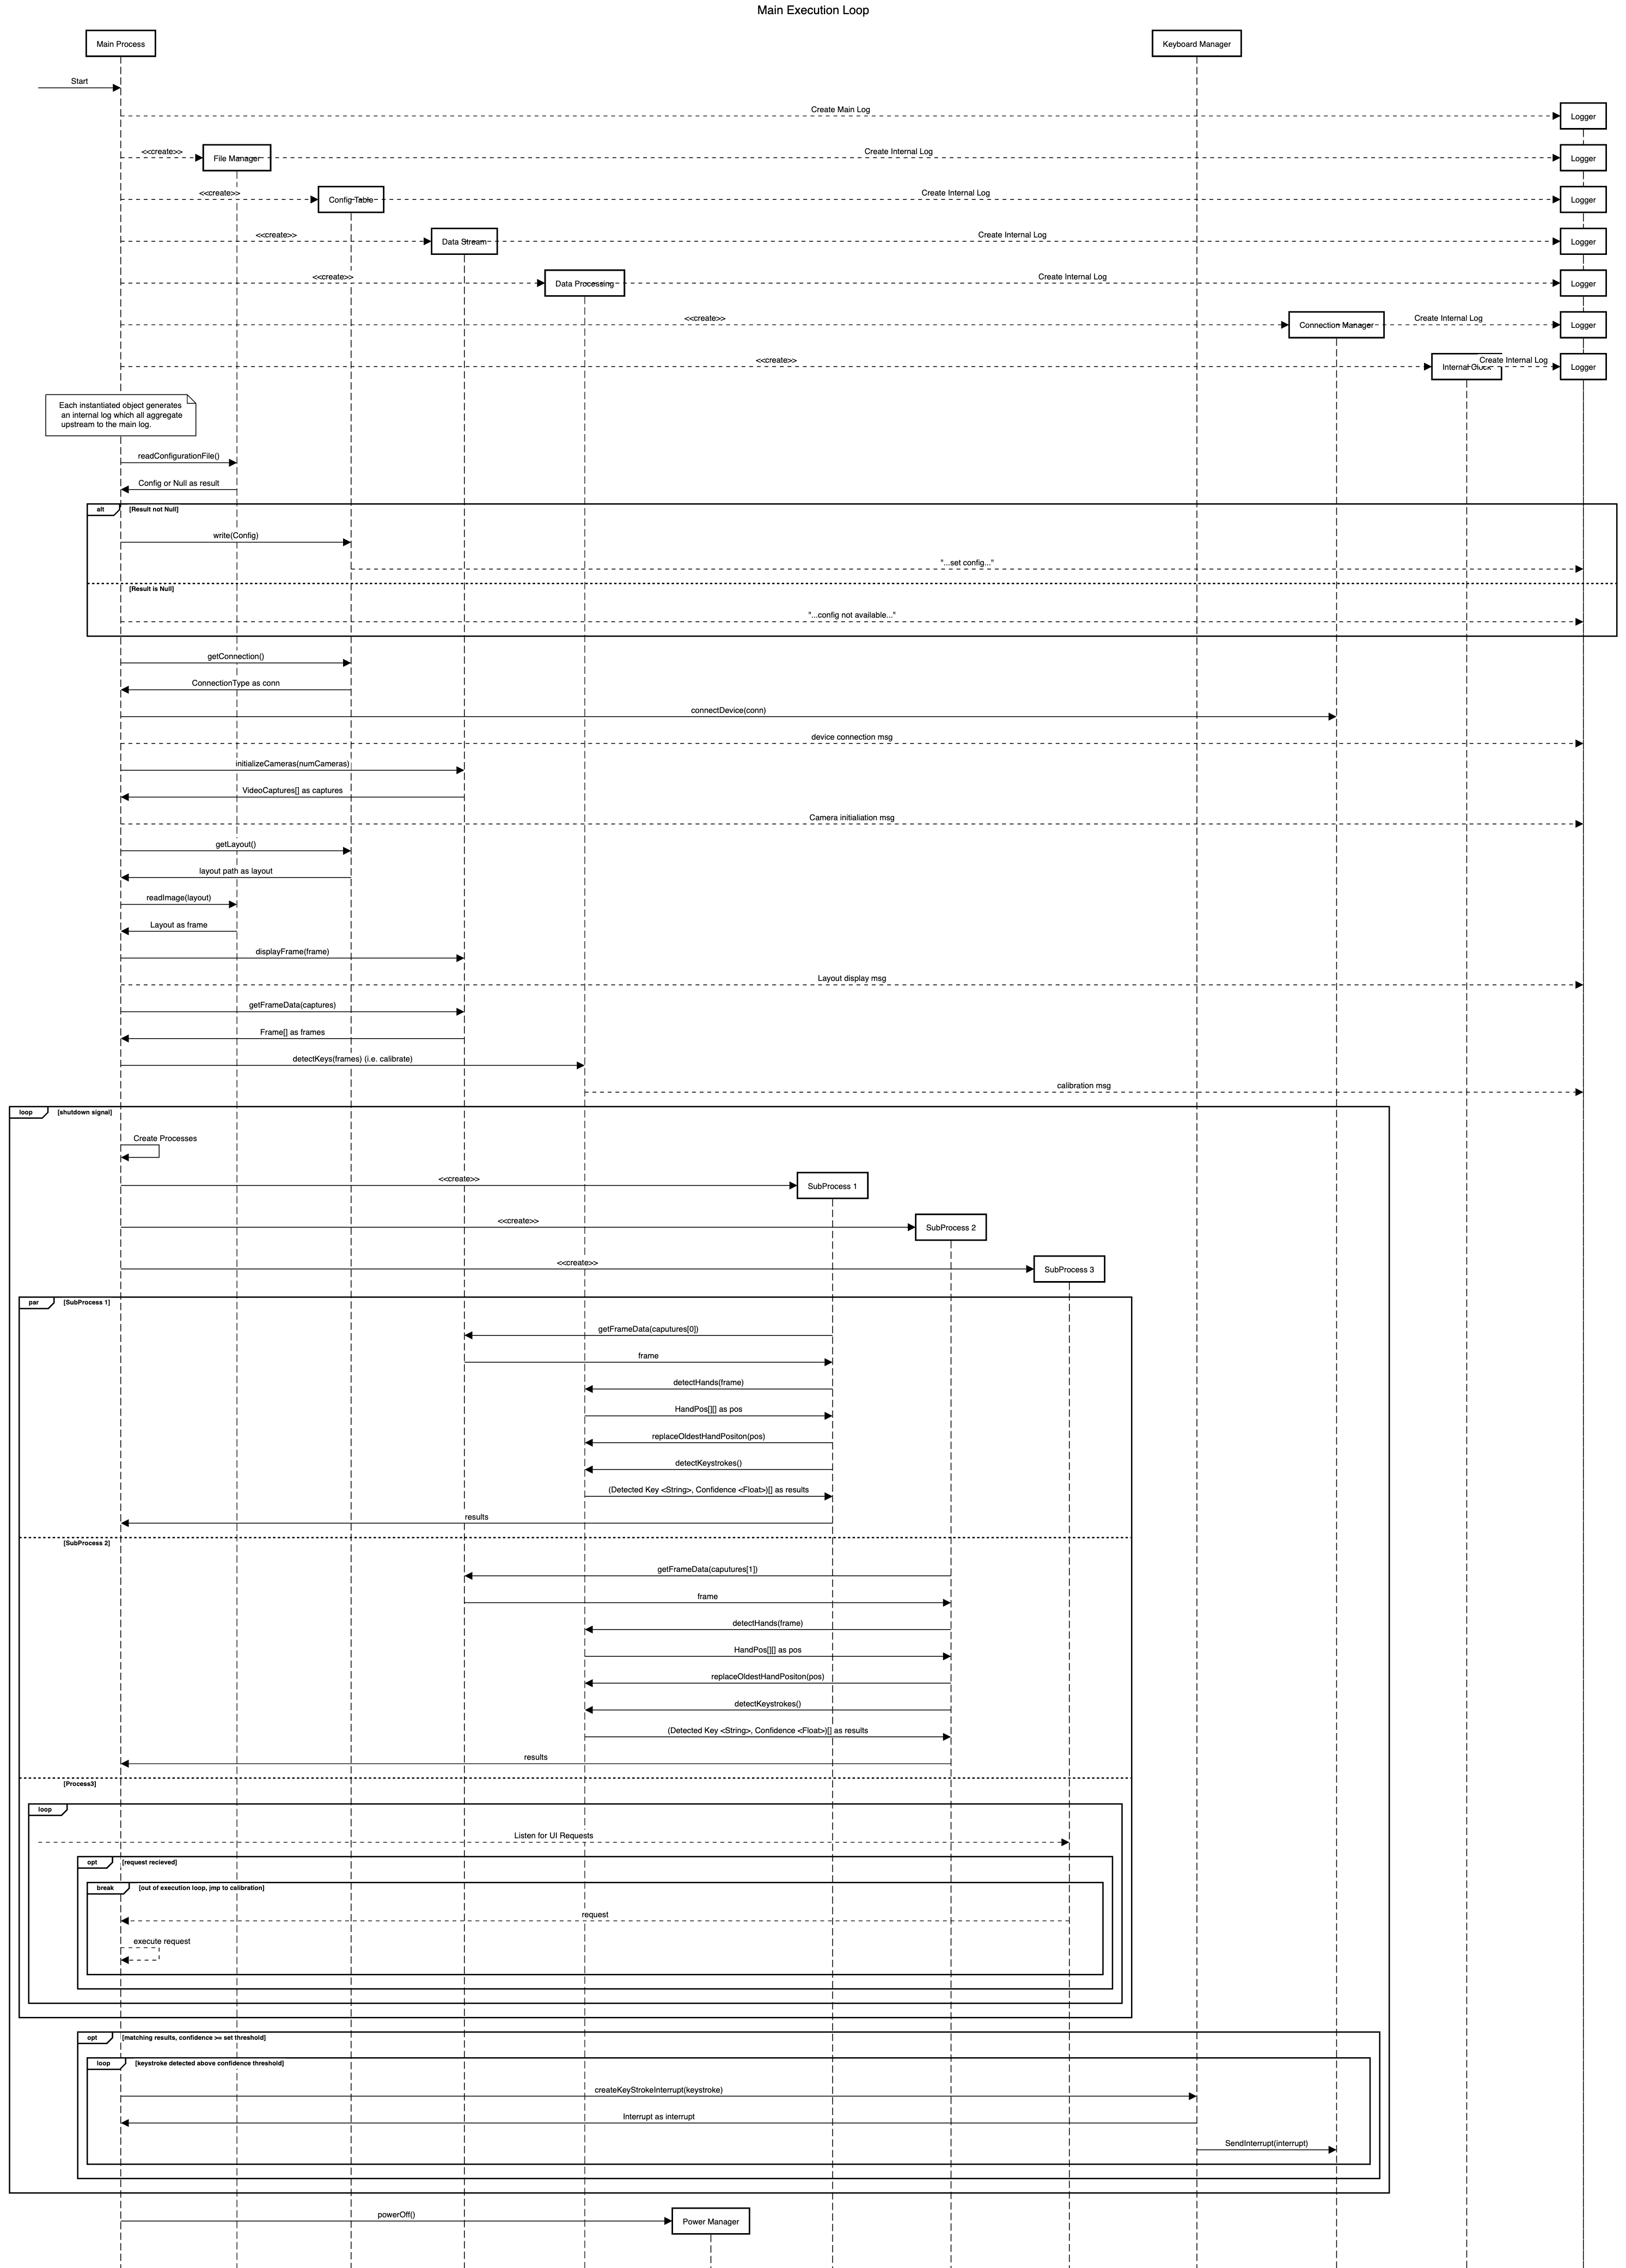 Main Execution Loop
Main Process
Keyboard Manager
Start
Create Main Log
Logger
<<create>>
File Manager
Create Internal Log
Logger
<<create>>
Config Table
Create Internal Log
Logger
<<create>>
Data Stream
Create Internal Log
Logger
<<create>>
Data Processing
Create Internal Log
Logger
<<create>>
Connection Manager
Create Internal Log
Logger
<<create>>
Internal Clock
Create Internal Log
Logger
Each instantiated object generates
an internal log which all aggregate
upstream to the main log.
readConfigurationFile()
Config or Null as result
alt
[Result not Null]
write(Config)
"...set config..."
[Result is Null]
"...config not available..."
getConnection()
ConnectionType as conn
connectDevice(conn)
device connection msg
initializeCameras(numCameras)
VideoCaptures[] as captures
Camera initialiation msg
getLayout()
layout path as layout
readImage(layout)
Layout as frame
displayFrame(frame)
Layout display msg
getFrameData(captures)
Frame[] as frames
detectKeys(frames) (i.e. calibrate)
calibration msg
loop
[shutdown signal]
Create Processes
<<create>>
SubProcess 1
<<create>>
SubProcess 2
<<create>>
SubProcess 3
par
[SubProcess 1]
getFrameData(caputures[0])
frame
detectHands(frame)
HandPos[][] as pos
replaceOldestHandPositon(pos)
detectKeystrokes()
(Detected Key <String>, Confidence <Float>)[] as results
results
[SubProcess 2]
getFrameData(caputures[1])
frame
detectHands(frame)
HandPos[][] as pos
replaceOldestHandPositon(pos)
detectKeystrokes()
(Detected Key <String>, Confidence <Float>)[] as results
results
[Process3]
loop
Listen for UI Requests
opt
[request recieved]
break
[out of execution loop, jmp to calibration]
request
execute request
opt
[matching results, confidence >= set threshold]
loop
[keystroke detected above confidence threshold]
createKeyStrokeInterrupt(keystroke)
Interrupt as interrupt
SendInterrupt(interrupt)
powerOff()
Power Manager